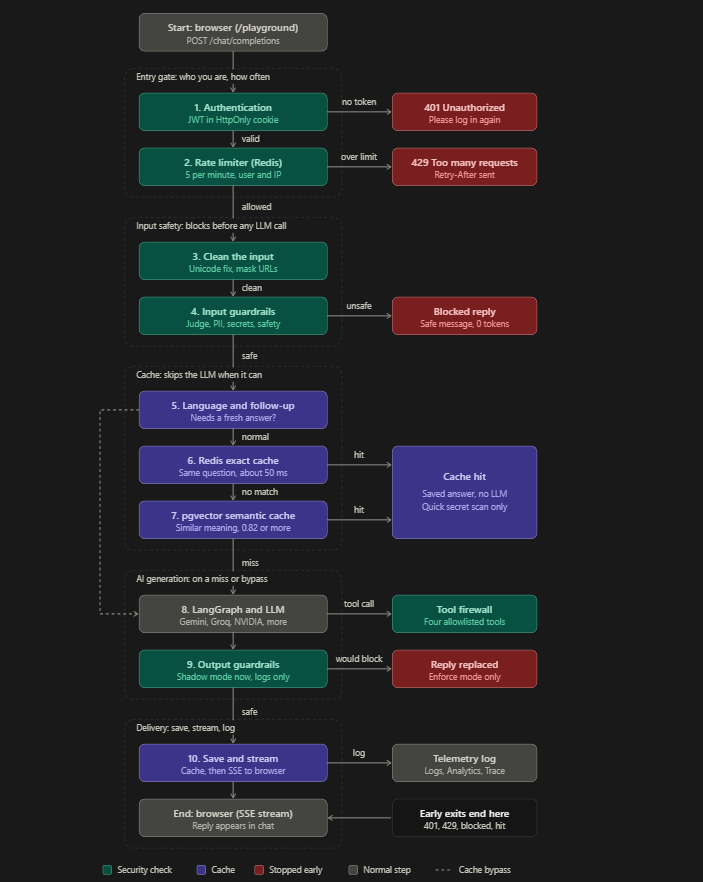 Start: browser (/playground)
POST /chat/completions
Entry gate: who you are, how often
1. Authentication
JWT in HttpOnly cookie
no token
401 Unauthorized
Please log in again
valid
2. Rate limiter (Redis)
5 per minute, user and IP
over limit
429 Too many requests
Retry-After sent
allowed
Input safety: blocks before any LLM call
3. Clean the input
Unicode fix, mask URLs
clean
4. Input guardrails
Judge, PII, secrets, safety
unsafe
Blocked reply
Safe message, 0 tokens
safe
Cache: skips the LLM when it can
5. Language and follow-up
Needs a fresh answer?
normal
6. Redis exact cache
Same question, about 50 ms
hit
Cache hit
Saved answer, no LLM
Quick secret scan only
no match
7. pgvector semantic cache
Similar meaning, 0.82 or more
hit
miss
AI generation: on a miss or bypass
8. LangGraph and LLM
Gemini, Groq, NVIDIA, more
tool call
Tool firewall
Four allowlisted tools
9. Output guardrails
Shadow mode now, logs only
would block
Reply replaced
Enforce mode only
safe
Delivery: save, stream, log
10. Save and stream
Cache, then SSE to browser
log
Telemetry log
Logs, Analytics, Trace
End: browser (SSE stream)
Reply appears in chat
Early exits end here
401, 429, blocked, hit
Security check
Cache
Stopped early
Normal step
Cache bypass